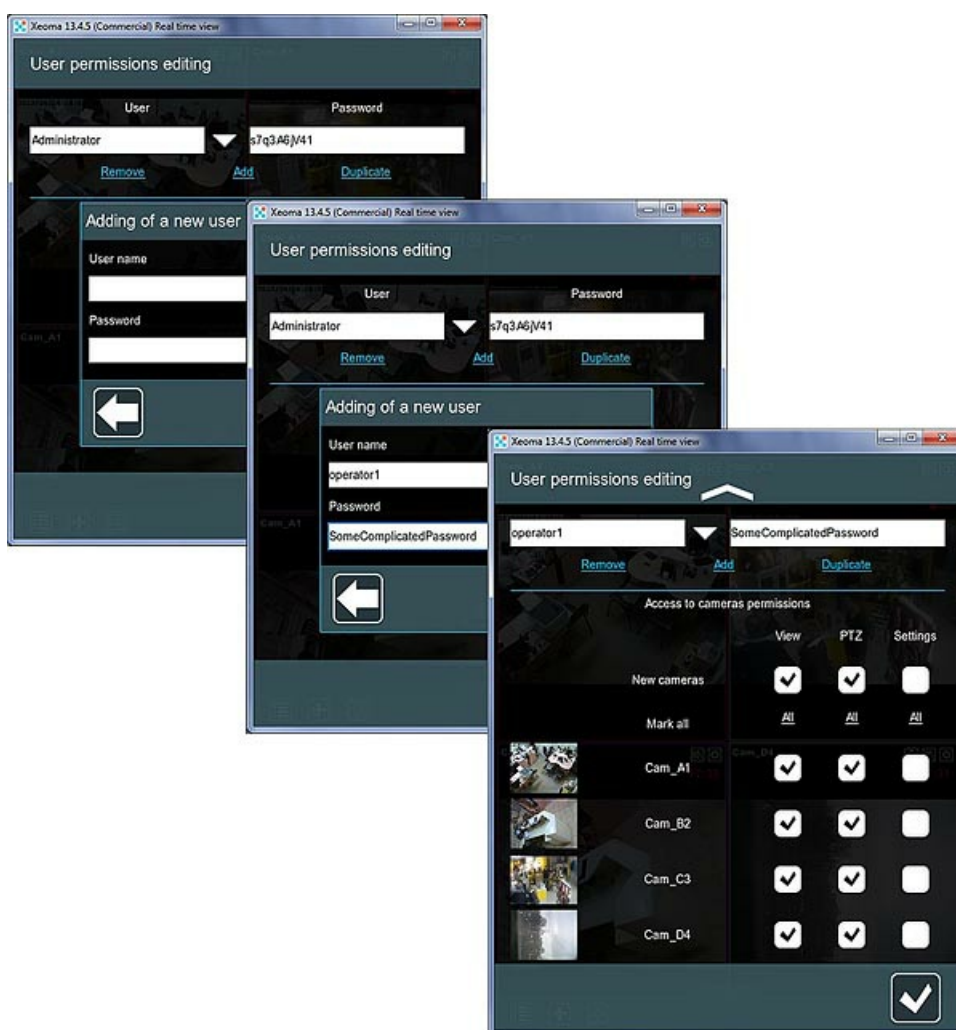 Xeoma 13.4.5 (Commercial) Real time view
User permissions editing
User Password
Administrator s7q3A6jV41
Remove Add Duplicate
Adding of a new user
User name
Password
Cam_A1
Xeoma 13.4.5 (Commercial) Real time view
User permissions editing
User Password
Administrator s7q3A6jV41
Remove Add Duplicate
Adding of a new user
User name
operator1
Password
SomeComplicatedPassword
Cam_A1
Xeoma 13.4.5 (Commercial) Real time view
User permissions editing
operator1 SomeComplicatedPassword
Remove Add Duplicate
Access to cameras permissions
View PTZ Settings
New cameras
Mark all All All All
Cam_D4
Cam_A1
Cam_B2
Cam_C3
Cam_D4